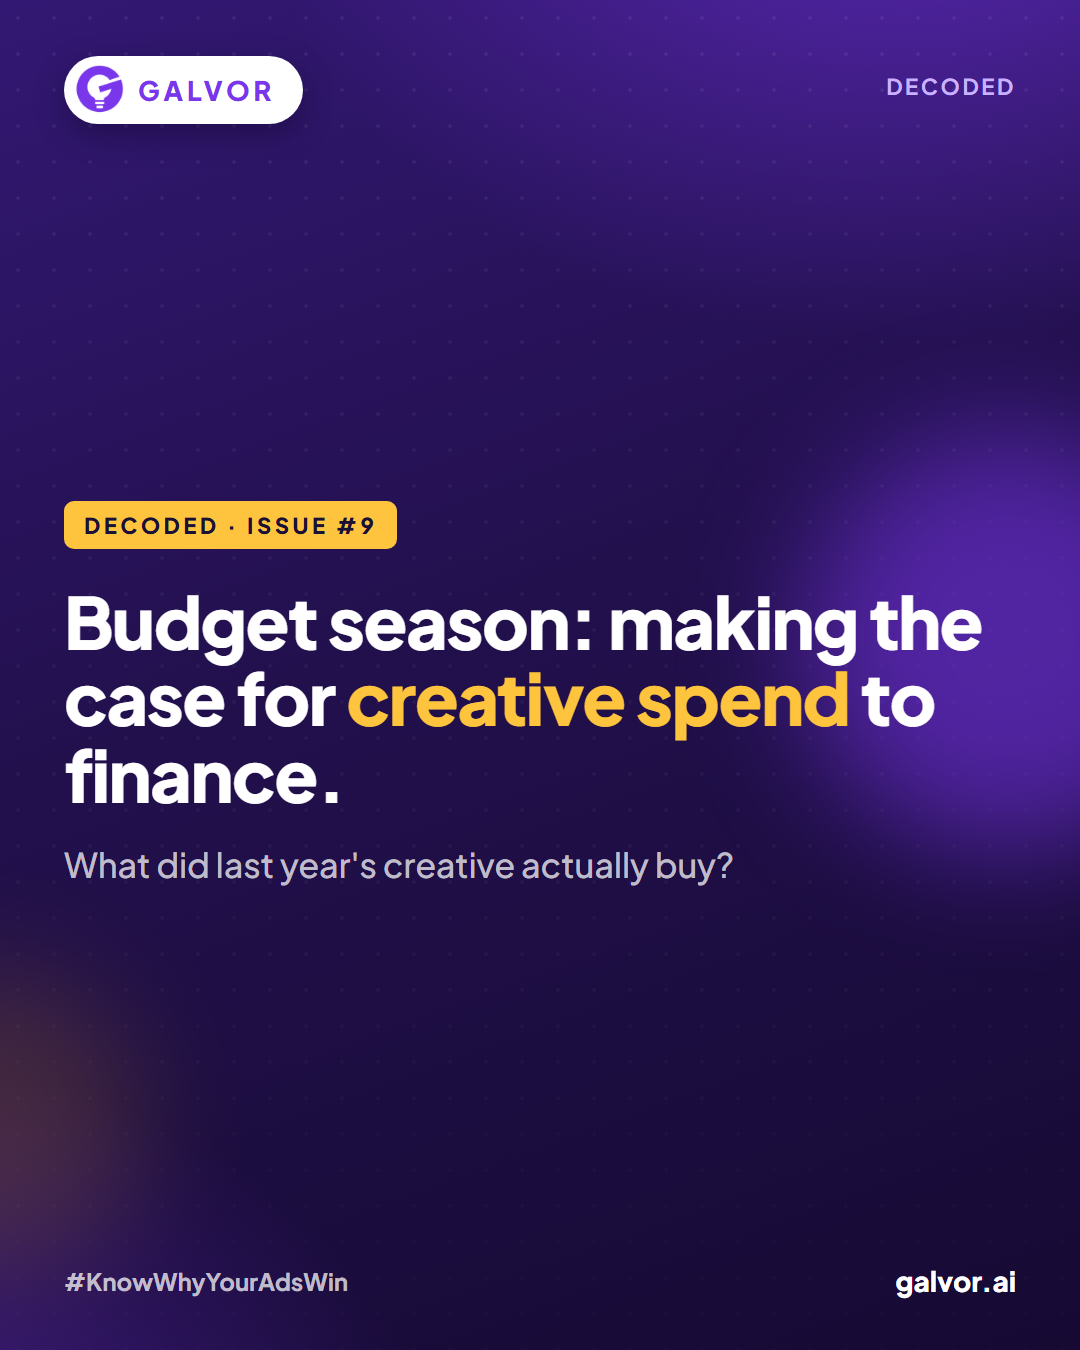 GALVOR
DECODED
DECODED · ISSUE #9
Budget season: making the
case for creative spend to
finance.
What did last year's creative actually buy?
#KnowWhyYourAdsWin
galvor.ai